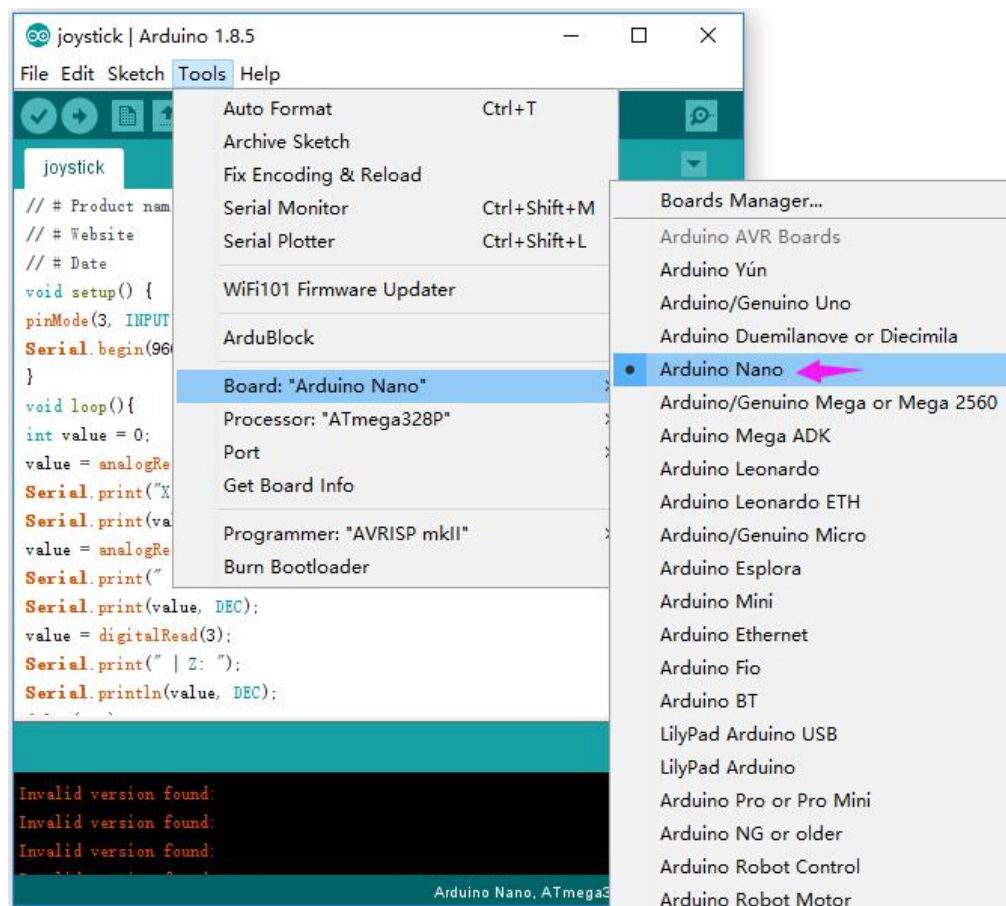 joystick | Arduino 1.8.5
File Edit Sketch Tools Help
joystick
// # Product nam
// # Website
// # Date
void setup() {
pinMode(3, INPUT
Serial.begin(960
}
void loop(){
int value = 0;
value = analogRe
Serial.print("X
Serial.print(val
value = analogRe
Serial.print("
Serial.print(value, DEC);
value = digitalRead(3);
Serial.print(" | Z: ");
Serial.println(value, DEC);
Auto Format Ctrl+T
Archive Sketch
Fix Encoding & Reload
Serial Monitor Ctrl+Shift+M
Serial Plotter Ctrl+Shift+L
WiFi101 Firmware Updater
ArduBlock
Board: "Arduino Nano"
Processor: "ATmega328P"
Port
Get Board Info
Programmer: "AVRISP mkII"
Burn Bootloader
Boards Manager...
Arduino AVR Boards
Arduino Yún
Arduino/Genuino Uno
Arduino Duemilanove or Diecimila
Arduino Nano
Arduino/Genuino Mega or Mega 2560
Arduino Mega ADK
Arduino Leonardo
Arduino Leonardo ETH
Arduino/Genuino Micro
Arduino Esplora
Arduino Mini
Arduino Ethernet
Arduino Fio
Arduino BT
LilyPad Arduino USB
LilyPad Arduino
Arduino Pro or Pro Mini
Arduino NG or older
Arduino Robot Control
Arduino Robot Motor
Invalid version found:
Invalid version found:
Invalid version found:
Arduino Nano, ATmega3